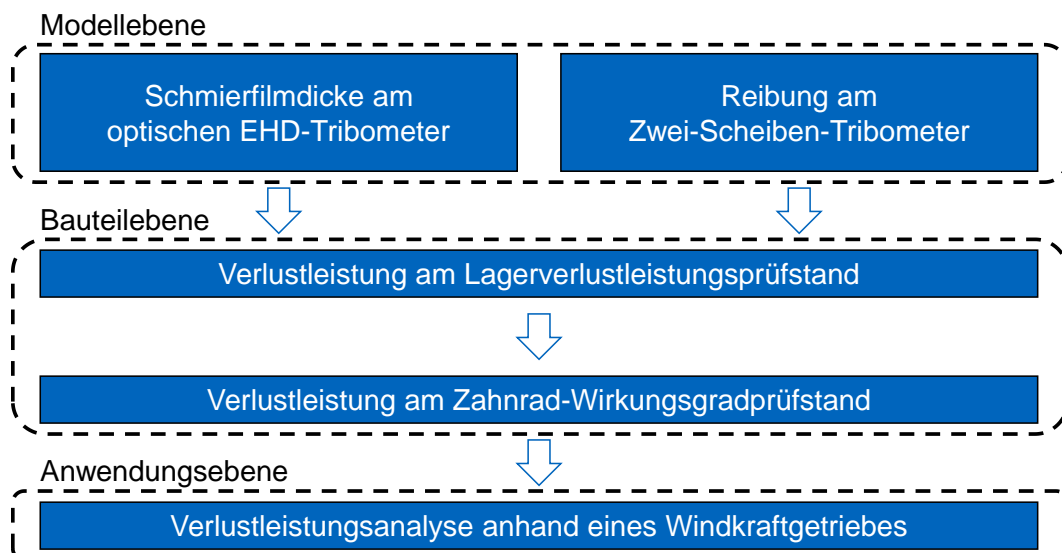 Modellebene
Schmierfilmdicke am
optischen EHD-Tribometer
Reibung am
Zwei-Scheiben-Tribometer
Bauteilebene
Verlustleistung am Lagerverlustleistungsprüfstand
Verlustleistung am Zahnrad-Wirkungsgradprüfstand
Anwendungsebene
Verlustleistungsanalyse anhand eines Windkraftgetriebes